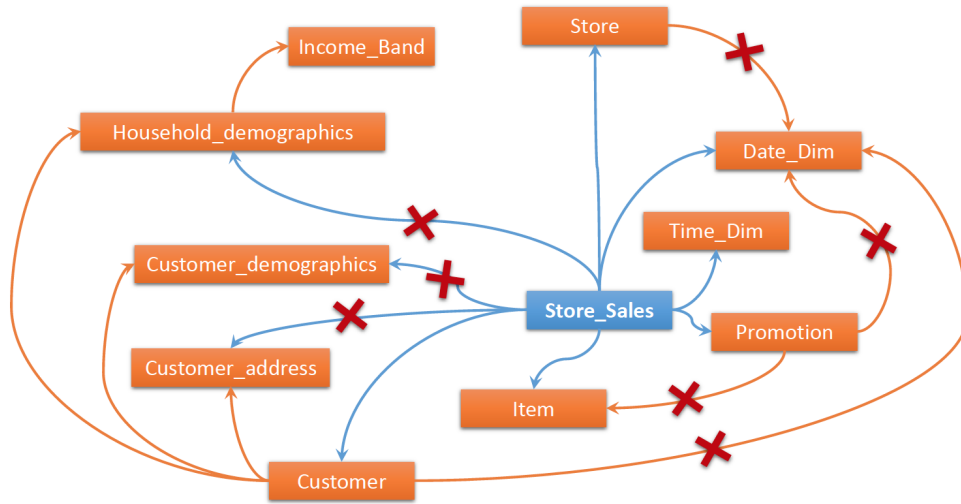 Store
Income_Band
Household_demographics
Date_Dim
Time_Dim
Customer_demographics
Store_Sales
Promotion
Customer_address
Item
Customer